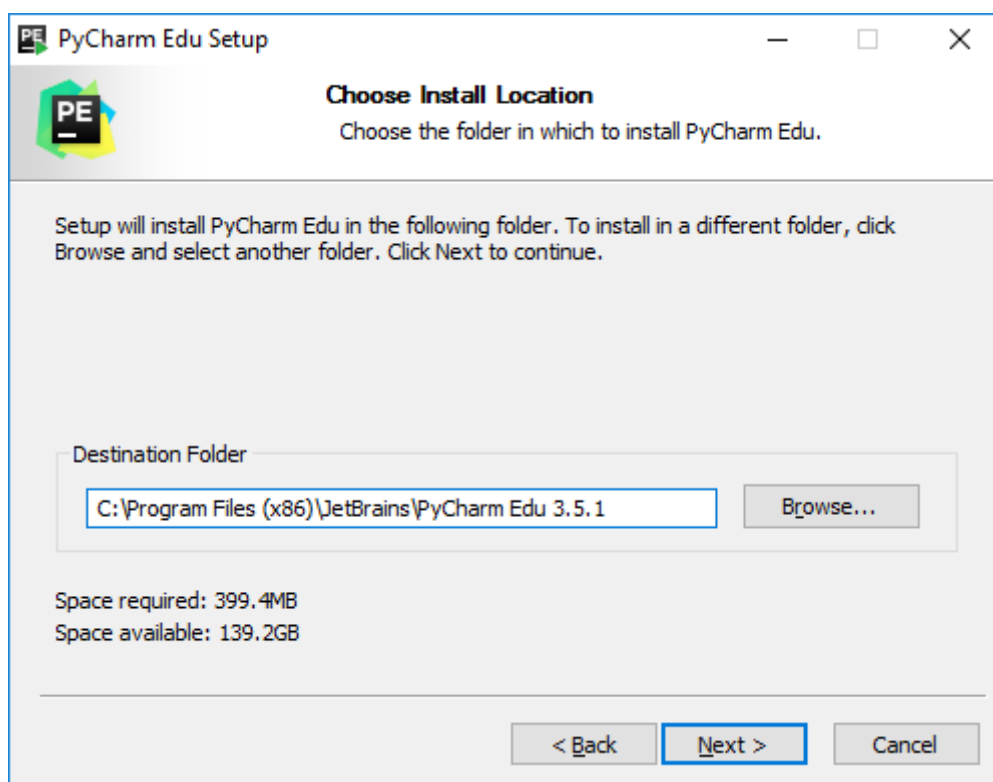 PyCharm Edu Setup
PE
Choose Install Location
Choose the folder in which to install PyCharm Edu.
Setup will install PyCharm Edu in the following folder. To install in a different folder, click
Browse and select another folder. Click Next to continue.
Destination Folder
C:\Program Files (x86)\JetBrains\PyCharm Edu 3.5.1
Browse...
Space required: 399.4MB
Space available: 139.2GB
< Back
Next >
Cancel